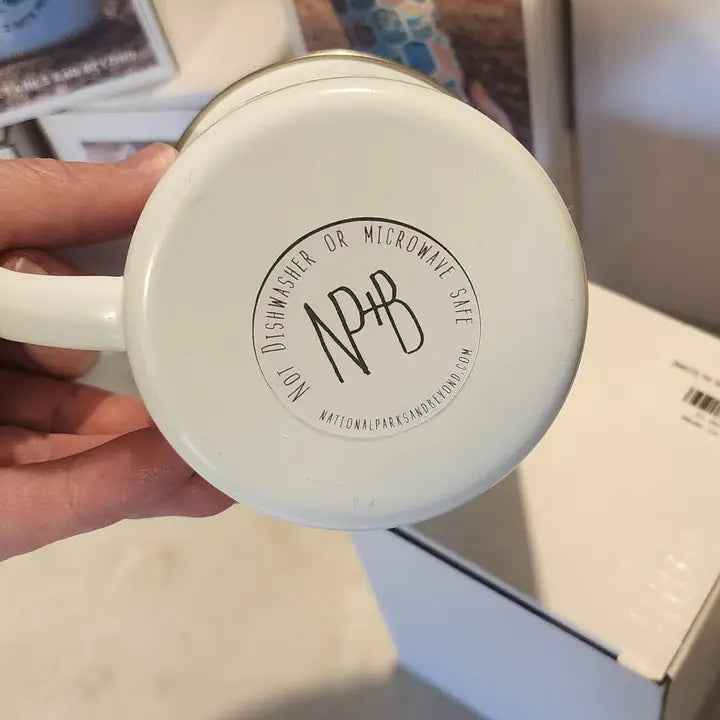 NOT DISHWASHER OR MICROWAVE SAFE
NP+B
NATIONALPARKSANDBEYOND.COM